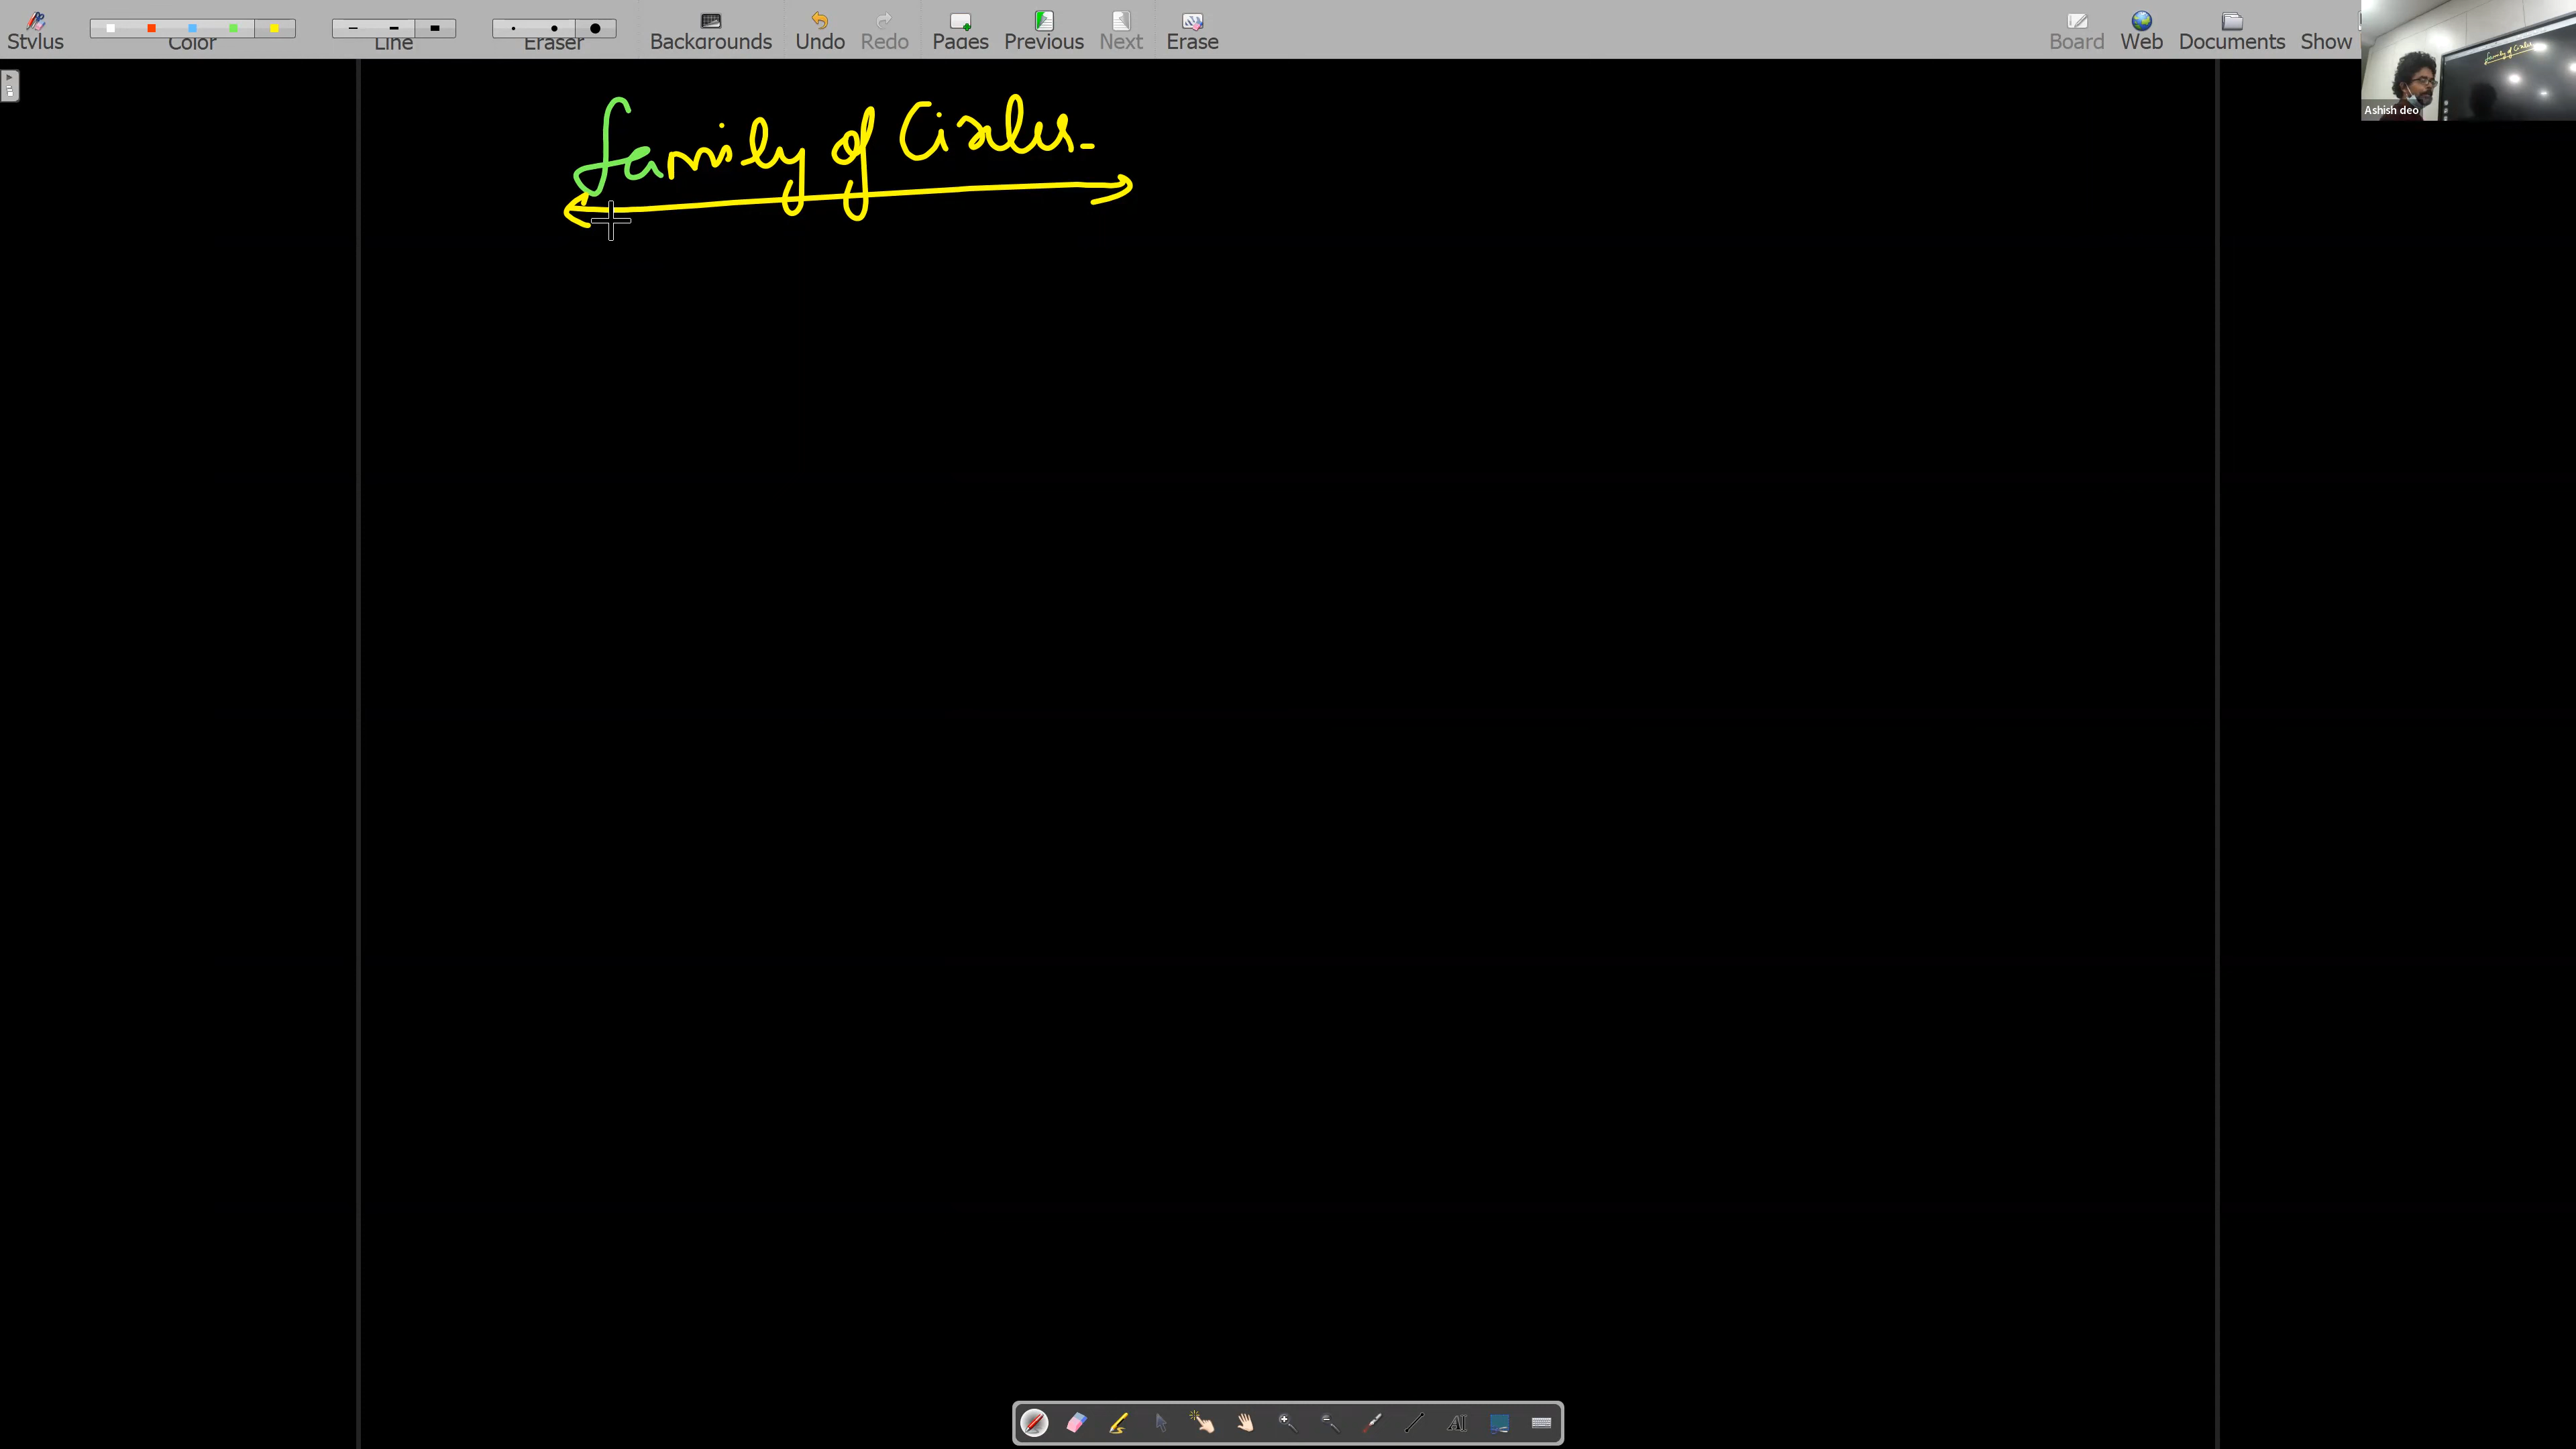 Stylus Color Line Eraser Backgrounds Undo Redo Pages Previous Next Erase Board Web Documents Show
Ashish deo
family of Circles-
AI